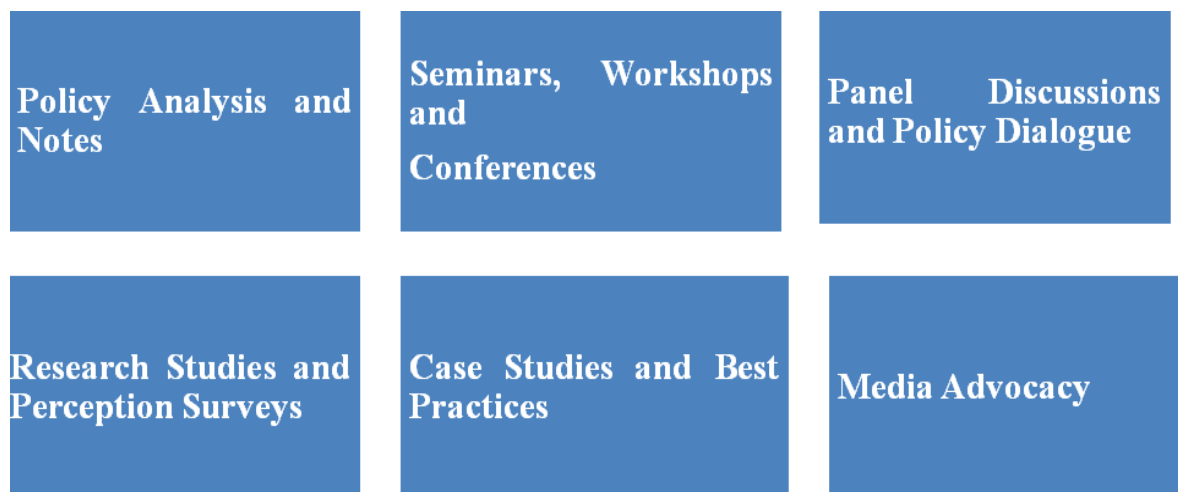 Policy Analysis and
Notes
Seminars, Workshops
and
Conferences
Panel Discussions
and Policy Dialogue
Research Studies and
Perception Surveys
Case Studies and Best
Practices
Media Advocacy